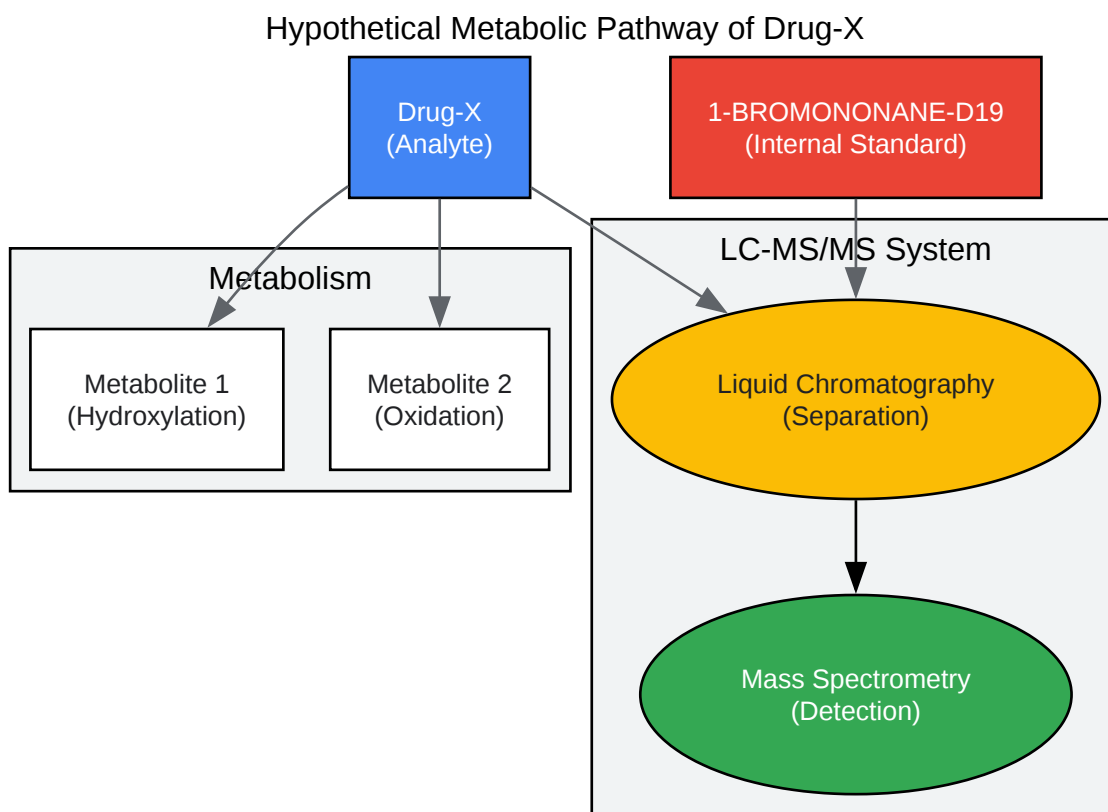 Hypothetical Metabolic Pathway of Drug-X
Drug-X
(Analyte)
1-BROMONONANE-D19
(Internal Standard)
Metabolism
LC-MS/MS System
Metabolite 1
(Hydroxylation)
Metabolite 2
(Oxidation)
Liquid Chromatography
(Separation)
Mass Spectrometry
(Detection)